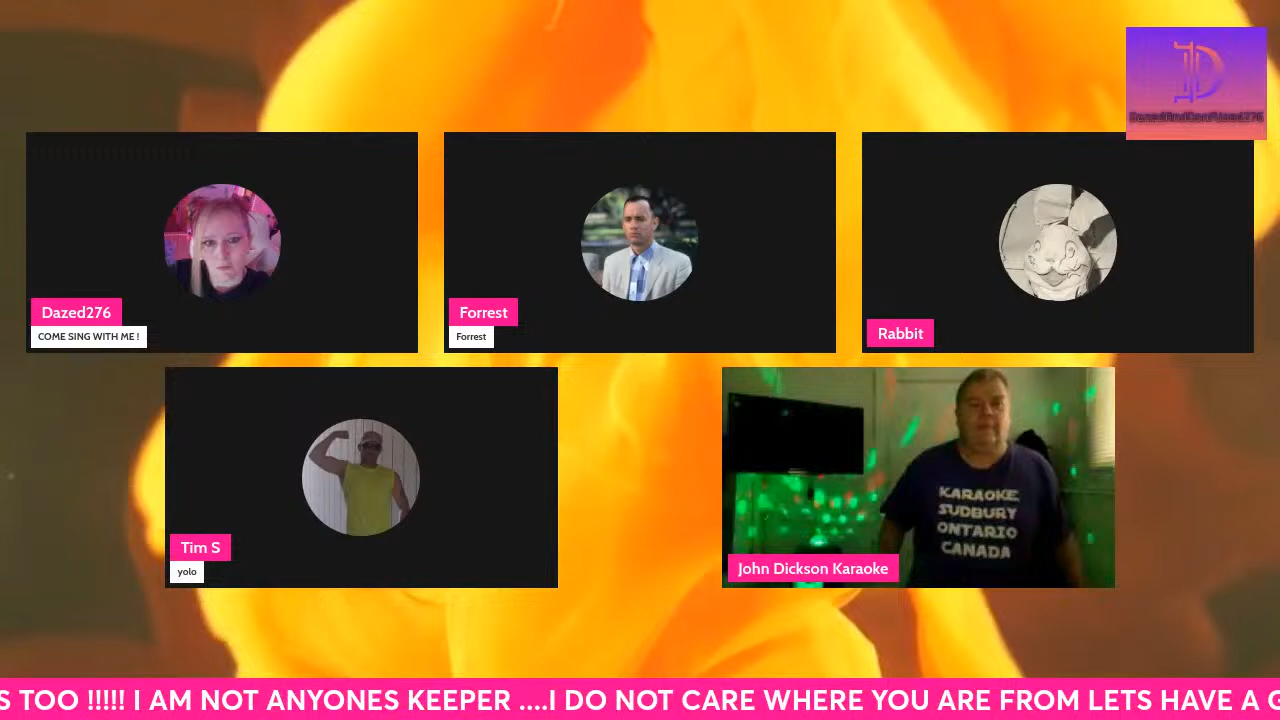 DazedAndConfused276
Dazed276
COME SING WITH ME !
Forrest
Forrest
Rabbit
Tim S
yolo
KARAOKE
SUDBURY
ONTARIO
CANADA
John Dickson Karaoke
S TOO !!!!! I AM NOT ANYONES KEEPER ....I DO NOT CARE WHERE YOU ARE FROM LETS HAVE A